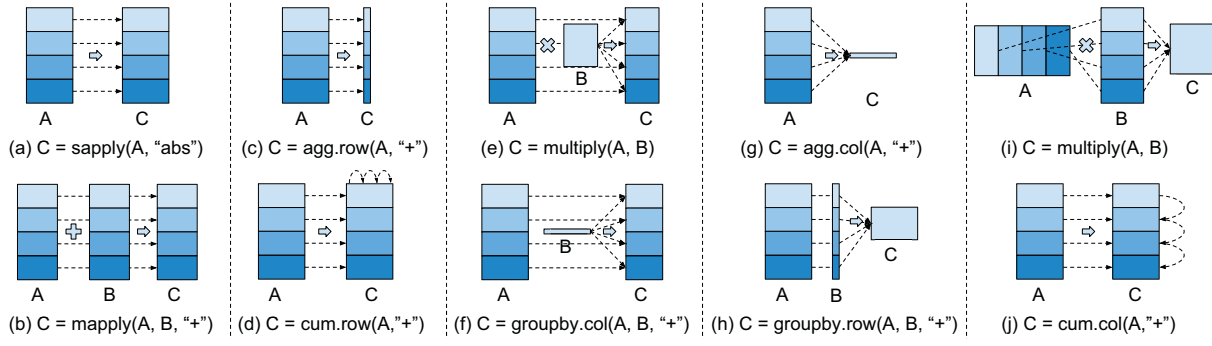 A C
(a) C = sapply(A, “abs”)
A C
(c) C = agg.row(A, “+”)
A B C
(e) C = multiply(A, B)
A C
(g) C = agg.col(A, “+”)
A B C
(i) C = multiply(A, B)
A B C
(b) C = mapply(A, B, “+”)
A C
(d) C = cum.row(A,”+”)
A B C
(f) C = groupby.col(A, B, “+”)
A B C
(h) C = groupby.row(A, B, “+”)
A C
(j) C = cum.col(A,”+”)